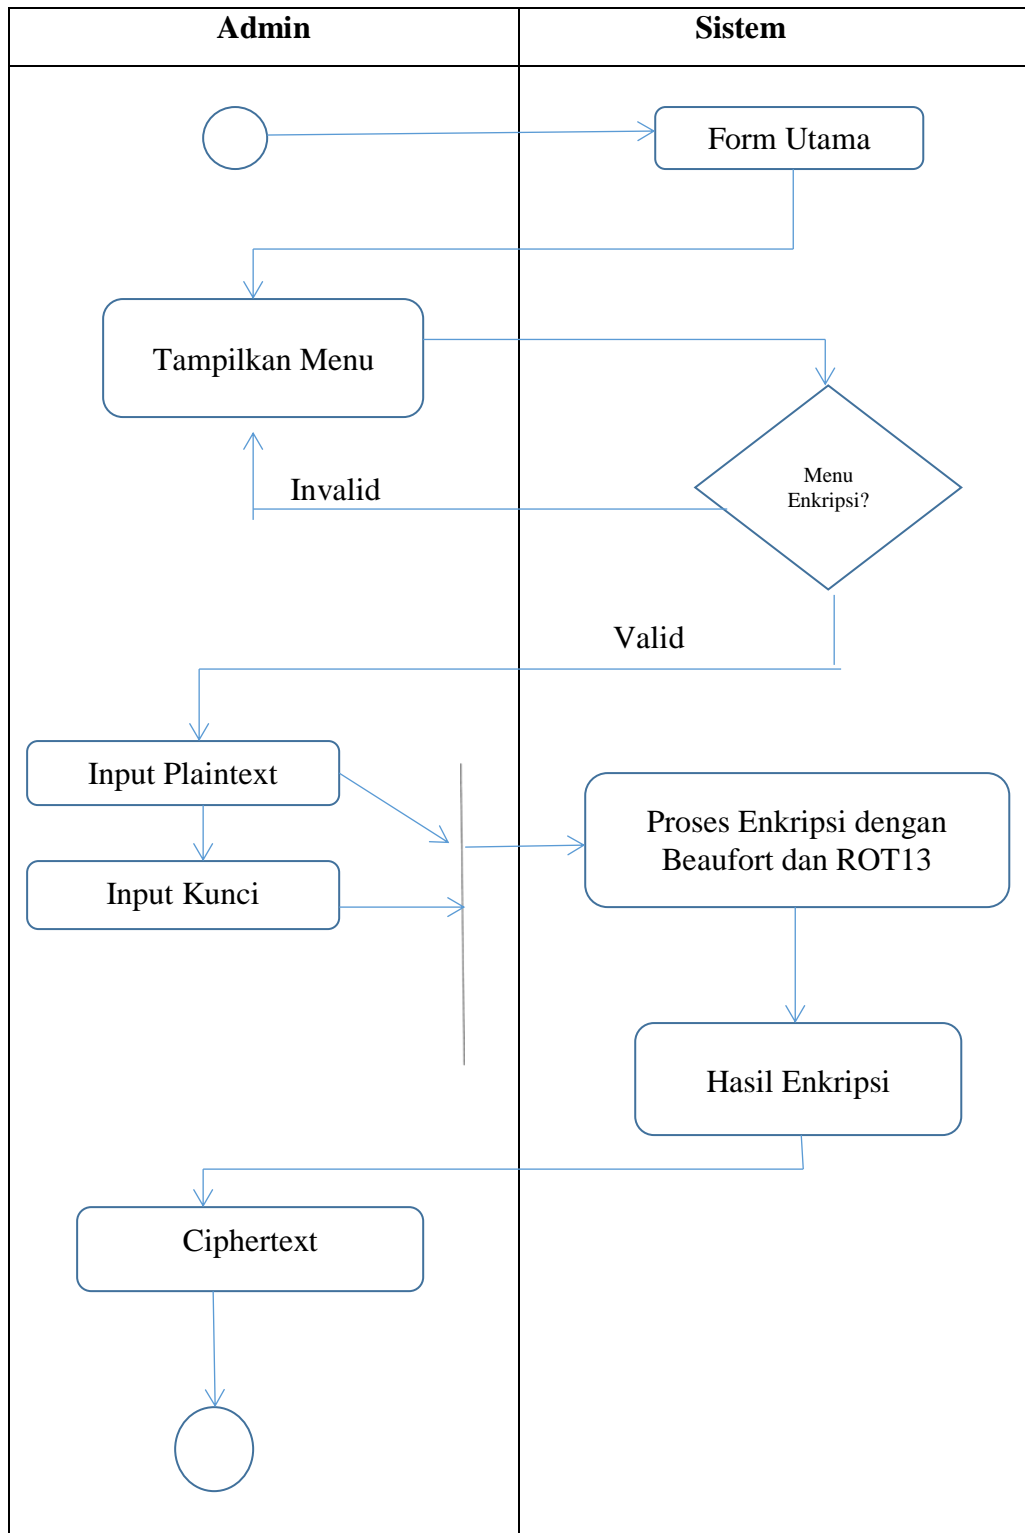 Admin
Sistem
Form Utama
Tampilkan Menu
Menu
Enkripsi?
Invalid
Valid
Input Plaintext
Proses Enkripsi dengan
Beaufort dan ROT13
Input Kunci
Hasil Enkripsi
Ciphertext